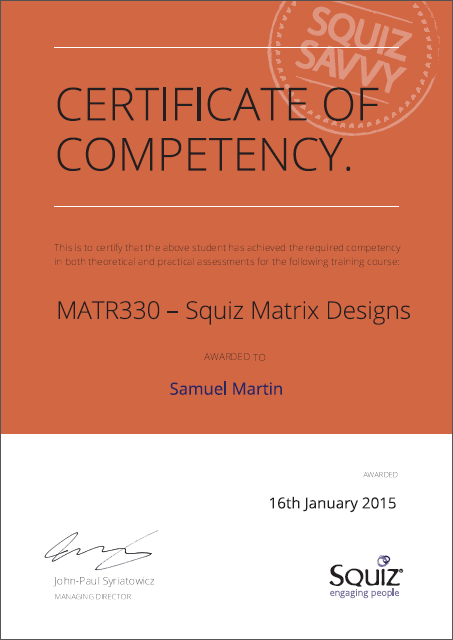 SQUIZ
SAVVY
CERTIFICATE OF
COMPETENCY.
This is to certify that the above student has achieved the required competency
in both theoretical and practical assessments for the following training course:
MATR330 – Squiz Matrix Designs
AWARDED TO
Samuel Martin
AWARDED
16th January 2015
John-Paul Syriatowicz
MANAGING DIRECTOR
SQUIZ®
engaging people